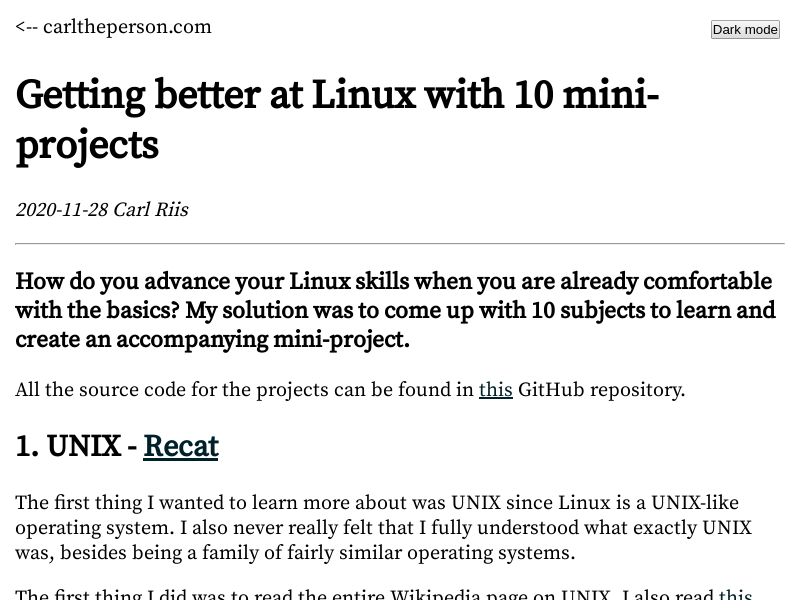 <-- carltheperson.com
Dark mode
Getting better at Linux with 10 mini-
projects
2020-11-28 Carl Riis
How do you advance your Linux skills when you are already comfortable
with the basics? My solution was to come up with 10 subjects to learn and
create an accompanying mini-project.
All the source code for the projects can be found in this GitHub repository.
1. UNIX - Recat
The first thing I wanted to learn more about was UNIX since Linux is a UNIX-like
operating system. I also never really felt that I fully understood what exactly UNIX
was, besides being a family of fairly similar operating systems.
The first thing I did was to read the entire Wikipedia page on UNIX. I also read this